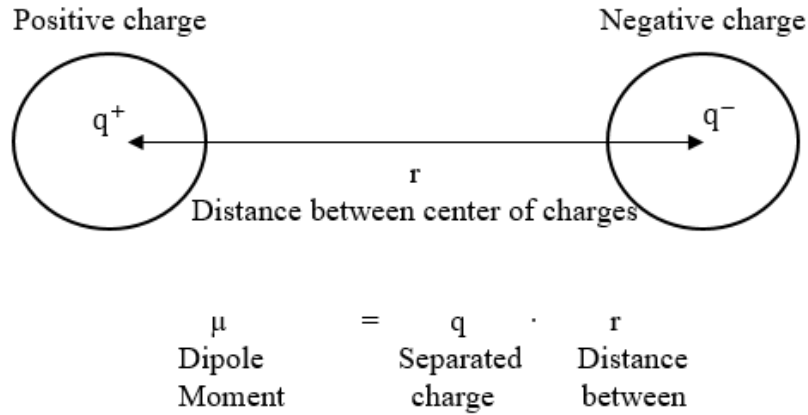 Positive charge Negative charge
q⁺ q⁻
r
Distance between center of charges
μ = q · r
Dipole Separated Distance
Moment charge between